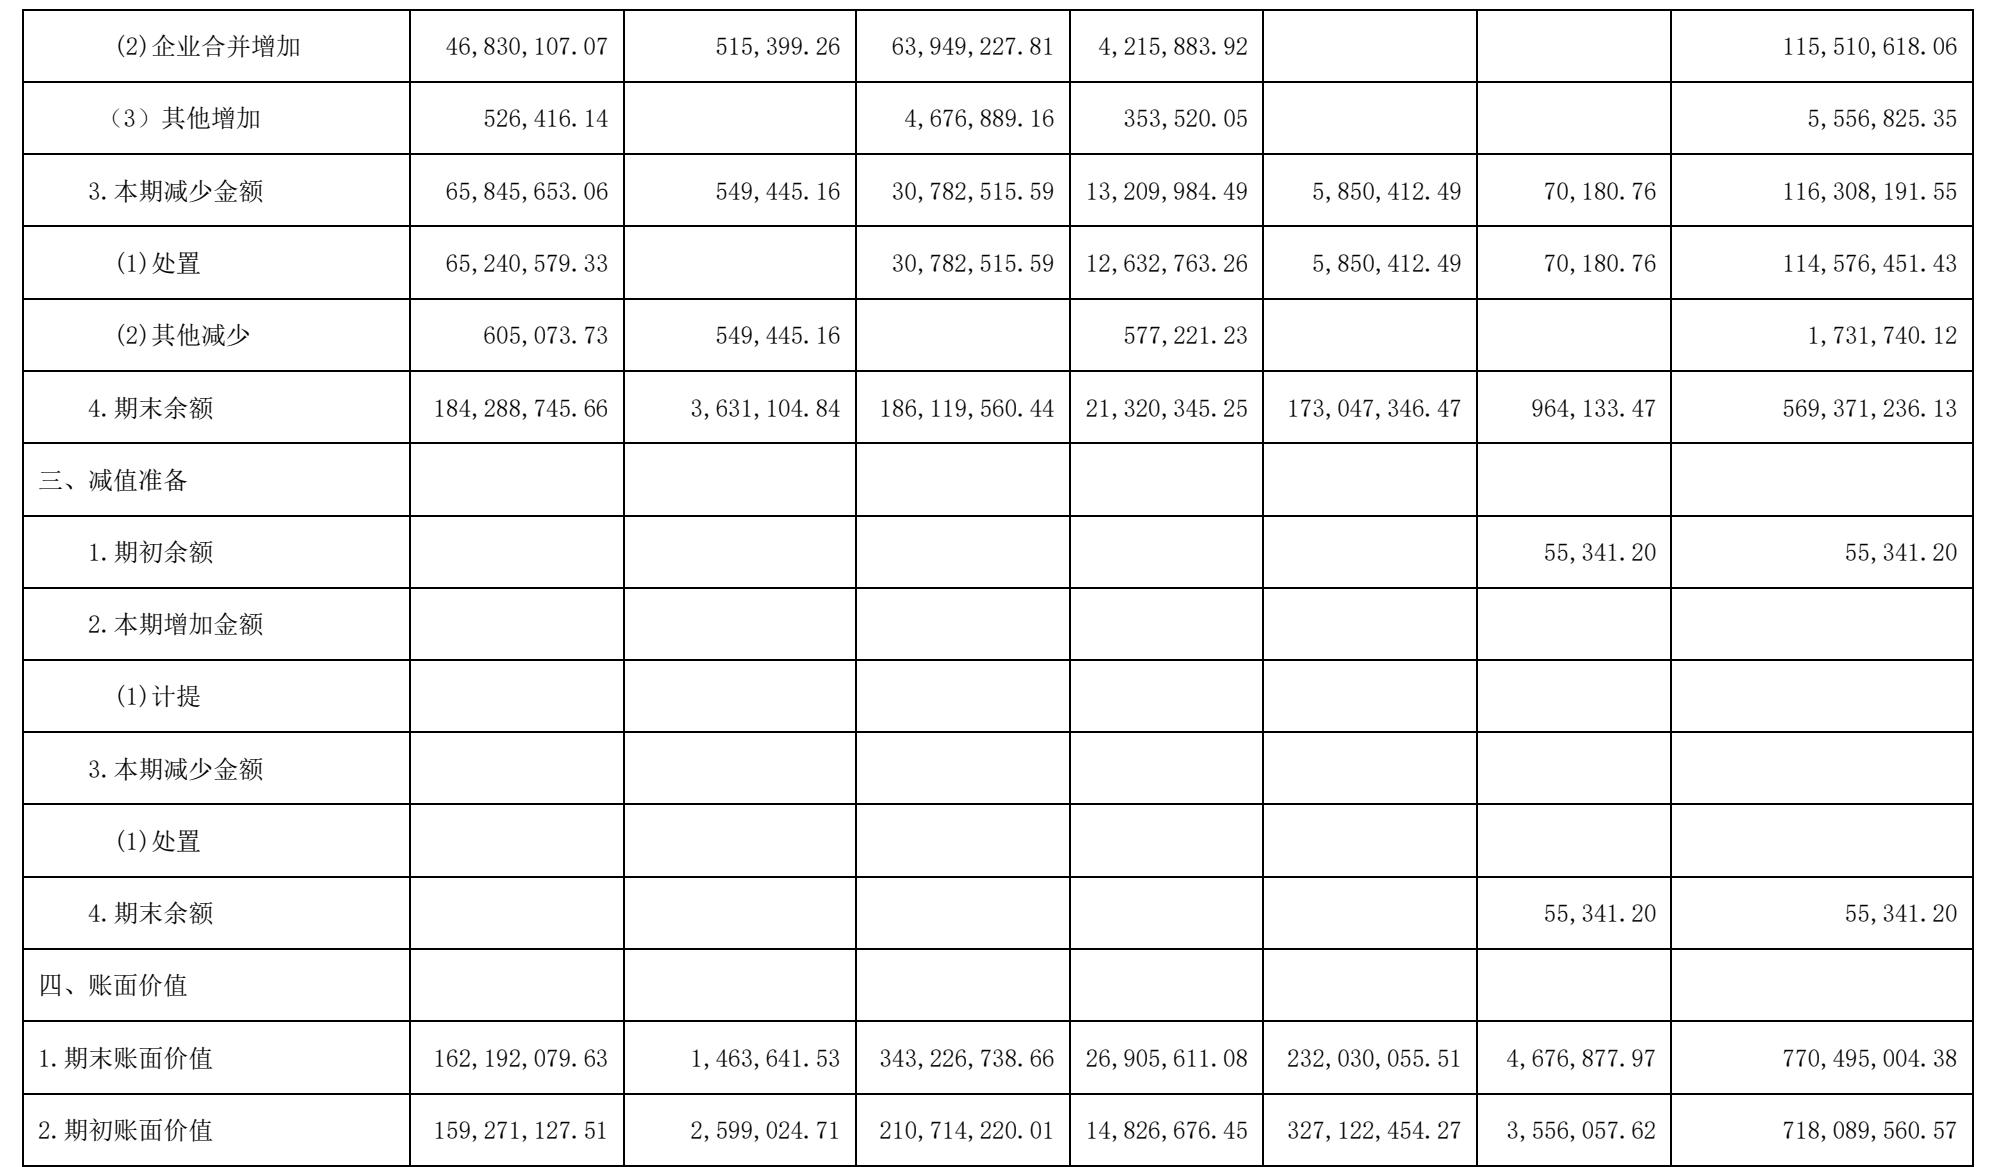 (2)企业合并增加 46,830,107.07 515,399.26 63,949,227.81 4,215,883.92 115,510,618.06
（3）其他增加 526,416.14 4,676,889.16 353,520.05 5,556,825.35
3.本期减少金额 65,845,653.06 549,445.16 30,782,515.59 13,209,984.49 5,850,412.49 70,180.76 116,308,191.55
(1)处置 65,240,579.33 30,782,515.59 12,632,763.26 5,850,412.49 70,180.76 114,576,451.43
(2)其他减少 605,073.73 549,445.16 577,221.23 1,731,740.12
4.期末余额 184,288,745.66 3,631,104.84 186,119,560.44 21,320,345.25 173,047,346.47 964,133.47 569,371,236.13
三、减值准备
1.期初余额 55,341.20 55,341.20
2.本期增加金额
(1)计提
3.本期减少金额
(1)处置
4.期末余额 55,341.20 55,341.20
四、账面价值
1.期末账面价值 162,192,079.63 1,463,641.53 343,226,738.66 26,905,611.08 232,030,055.51 4,676,877.97 770,495,004.38
2.期初账面价值 159,271,127.51 2,599,024.71 210,714,220.01 14,826,676.45 327,122,454.27 3,556,057.62 718,089,560.57